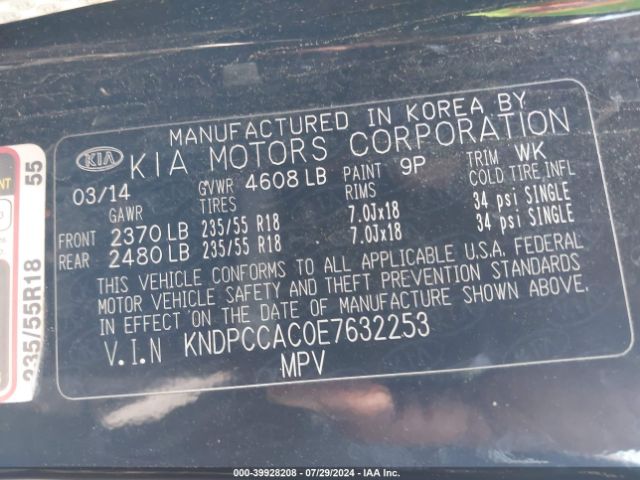 MANUFACTURED IN KOREA BY
KIA KIA MOTORS CORPORATION
03/14 GVWR 4608 LB PAINT 9P TRIM WK
GAWR TIRES RIMS COLD TIRE INFL
FRONT 2370 LB 235/55 R18 7.0Jx18 34 psi SINGLE
REAR 2480 LB 235/55 R18 7.0Jx18 34 psi SINGLE
THIS VEHICLE CONFORMS TO ALL APPLICABLE U.S.A. FEDERAL
MOTOR VEHICLE SAFETY AND THEFT PREVENTION STANDARDS
IN EFFECT ON THE DATE OF MANUFACTURE SHOWN ABOVE.
V.I.N KNDPCCAC0E7632253
MPV
55
235/55R18
000-39928208 - 07/29/2024 - IAA Inc.